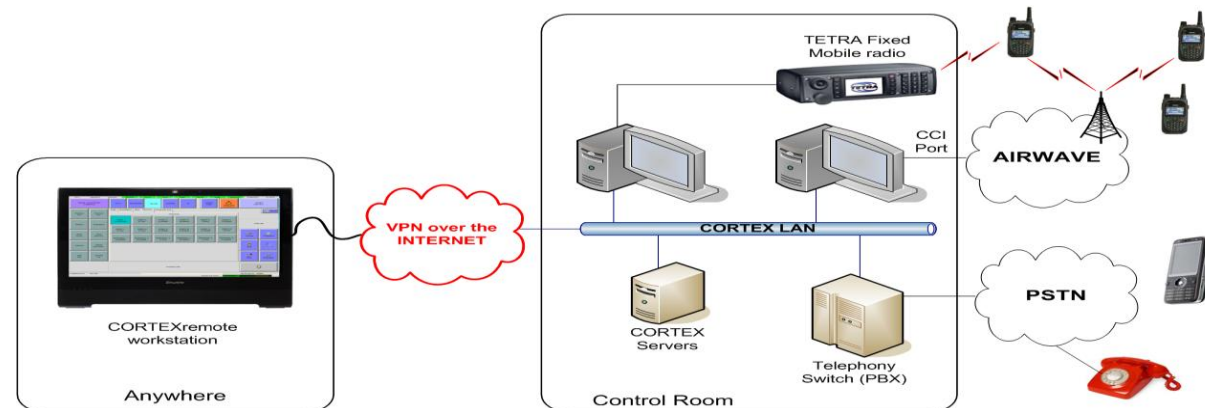 TETRA Fixed
Mobile radio
TETRA
CCI
Port
AIRWAVE
VPN over the
INTERNET
CORTEX LAN
CORTEXremote
workstation
CORTEX
Servers
Telephony
Switch (PBX)
PSTN
Anywhere
Control Room